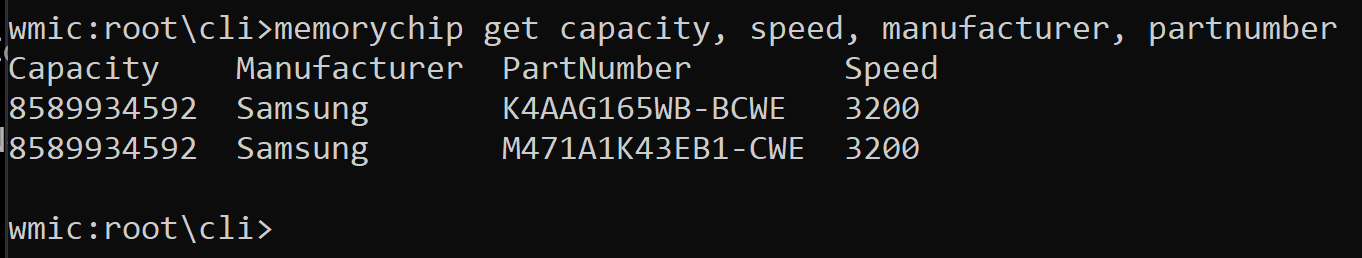 wmic:root\cli>memorychip get capacity, speed, manufacturer, partnumber
Capacity    Manufacturer  PartNumber        Speed
8589934592  Samsung       K4AAG165WB-BCWE   3200
8589934592  Samsung       M471A1K43EB1-CWE  3200
wmic:root\cli>